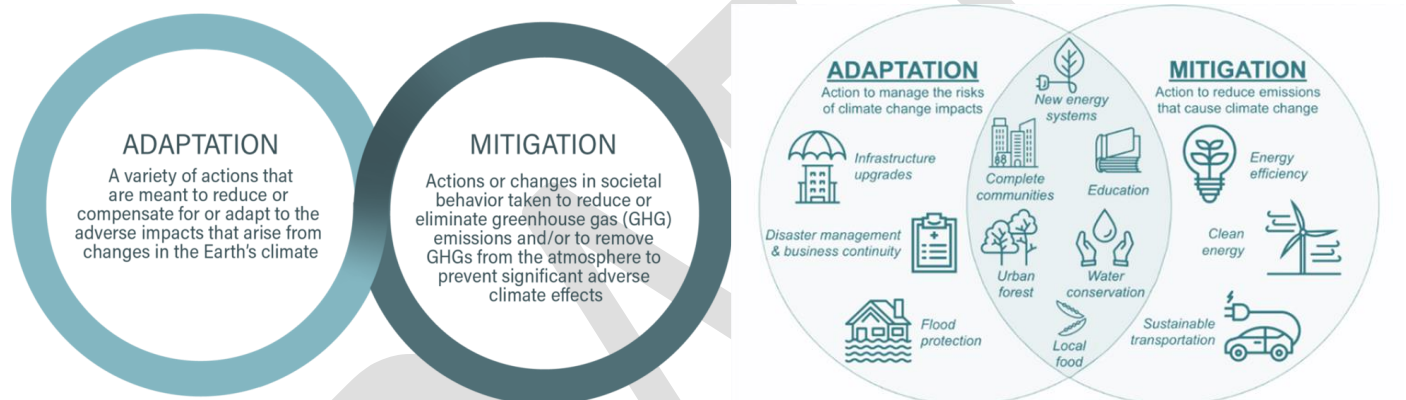 ADAPTATION
A variety of actions that
are meant to reduce or
compensate for or adapt to the
adverse impacts that arise from
changes in the Earth's climate
MITIGATION
Actions or changes in societal
behavior taken to reduce or
eliminate greenhouse gas (GHG)
emissions and/or to remove
GHGs from the atmosphere to
prevent significant adverse
climate effects
ADAPTATION
Action to manage the risks
of climate change impacts
Infrastructure
upgrades
Disaster management
& business continuity
Flood
protection
New energy
systems
Complete
communities
Education
Urban
forest
Water
conservation
Local
food
MITIGATION
Action to reduce emissions
that cause climate change
Energy
efficiency
Clean
energy
Sustainable
transportation